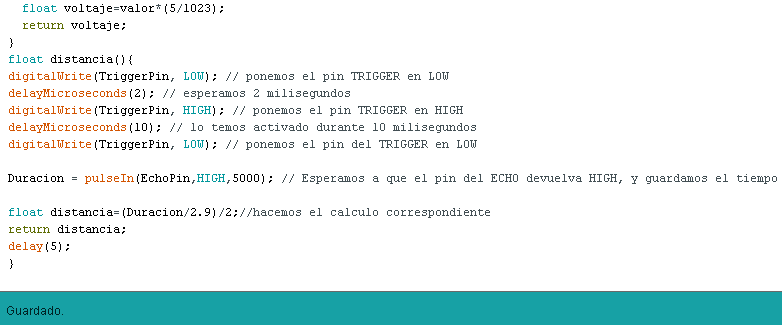 float voltaje=valor*(5/1023);
return voltaje;
}
float distancia(){
digitalWrite(TriggerPin, LOW); // ponemos el pin TRIGGER en LOW
delayMicroseconds(2); // esperamos 2 milisegundos
digitalWrite(TriggerPin, HIGH); // ponemos el pin TRIGGER en HIGH
delayMicroseconds(10); // lo temos activado durante 10 milisegundos
digitalWrite(TriggerPin, LOW); // ponemos el pin del TRIGGER en LOW
Duracion = pulseIn(EchoPin,HIGH,5000); // Esperamos a que el pin del ECHO devuelva HIGH, y guardamos el tiempo
float distancia=(Duracion/2.9)/2;//hacemos el calculo correspondiente
return distancia;
delay(5);
}
Guardado.